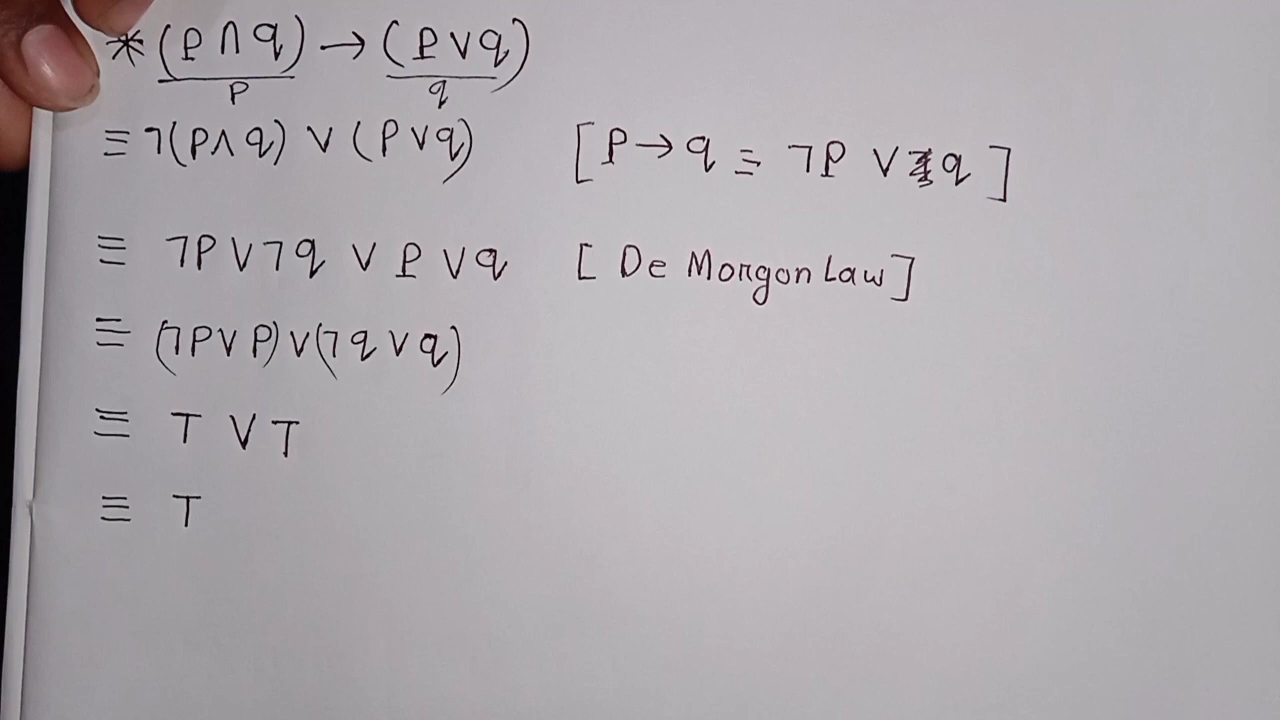 * (P ∩ q) → (P ∨ q)
P q
≡ ¬(P∧q) ∨ (P∨q) [P → q ≡ ¬P ∨ q]
≡ ¬P ∨ ¬q ∨ P ∨ q [De Morgon Law]
≡ (¬P∨P)∨(¬q∨q)
≡ T ∨ T
≡ T